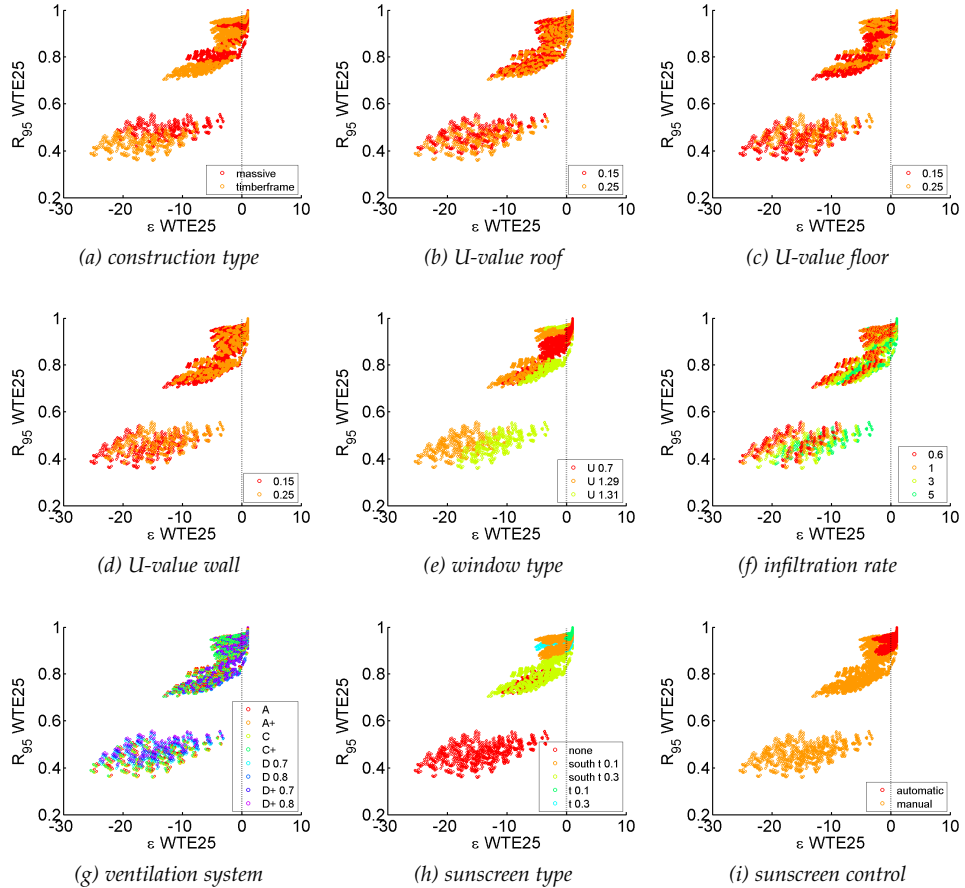 1
0.8
0.6
0.4
0.2
R95 WTE25
-30 -20 -10 0 10
ε WTE25
massive
timberframe
(a) construction type
1
0.8
0.6
0.4
0.2
R95 WTE25
-30 -20 -10 0 10
ε WTE25
0.15
0.25
(b) U-value roof
1
0.8
0.6
0.4
0.2
R95 WTE25
-30 -20 -10 0 10
ε WTE25
0.15
0.25
(c) U-value floor
1
0.8
0.6
0.4
0.2
R95 WTE25
-30 -20 -10 0 10
ε WTE25
0.15
0.25
(d) U-value wall
1
0.8
0.6
0.4
0.2
R95 WTE25
-30 -20 -10 0 10
ε WTE25
U 0.7
U 1.29
U 1.31
(e) window type
1
0.8
0.6
0.4
0.2
R95 WTE25
-30 -20 -10 0 10
ε WTE25
0.6
1
3
5
(f) infiltration rate
1
0.8
0.6
0.4
0.2
R95 WTE25
-30 -20 -10 0 10
ε WTE25
A
A+
C
C+
D 0.7
D 0.8
D+ 0.7
D+ 0.8
(g) ventilation system
1
0.8
0.6
0.4
0.2
R95 WTE25
-30 -20 -10 0 10
ε WTE25
none
south t 0.1
south t 0.3
t 0.1
t 0.3
(h) sunscreen type
1
0.8
0.6
0.4
0.2
R95 WTE25
-30 -20 -10 0 10
ε WTE25
automatic
manual
(i) sunscreen control